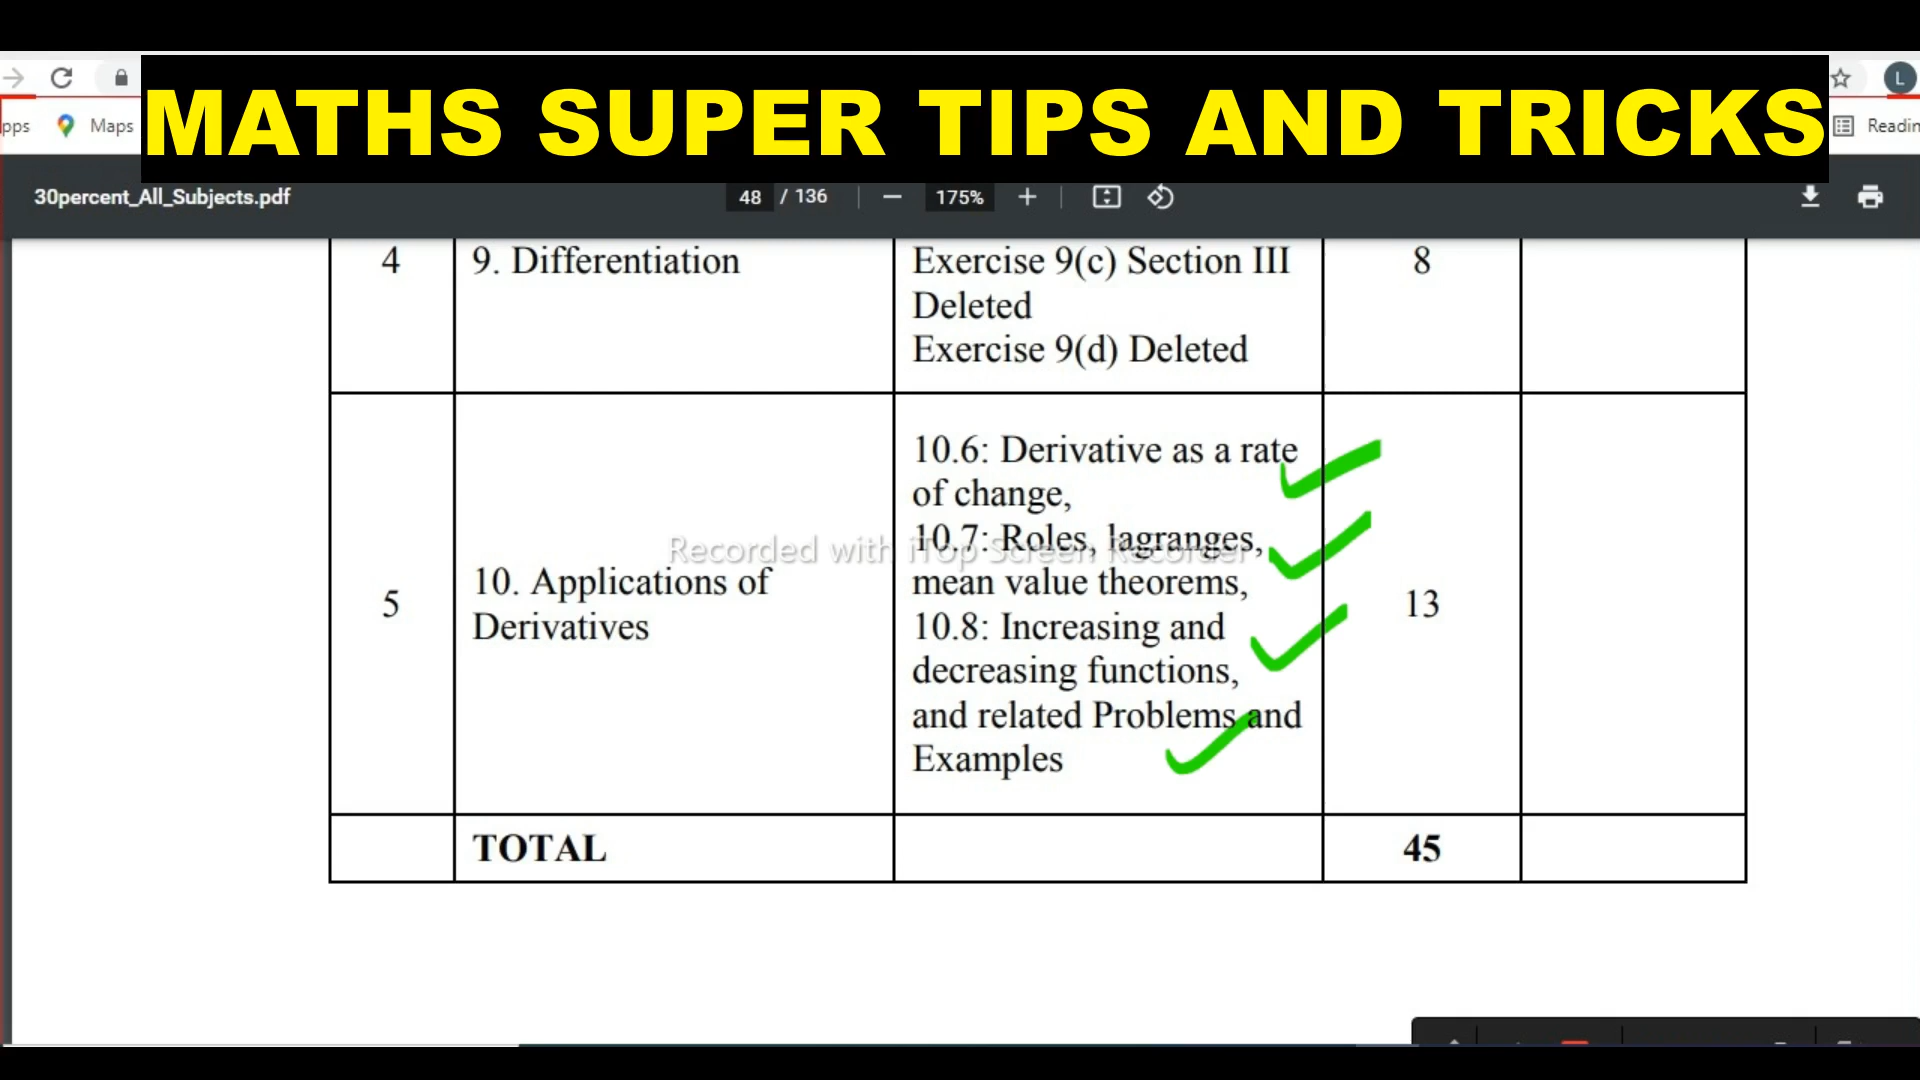 MATHS SUPER TIPS AND TRICKS
L
pps Maps Readin
30percent_All_Subjects.pdf 48 / 136 175%
4 9. Differentiation Exercise 9(c) Section III 8
Deleted
Exercise 9(d) Deleted
10.6: Derivative as a rate
of change,
10.7: Roles, lagranges,
Recorded with iTop Screen Recorder
5 10. Applications of mean value theorems, 13
Derivatives 10.8: Increasing and
decreasing functions,
and related Problems and
Examples
TOTAL 45